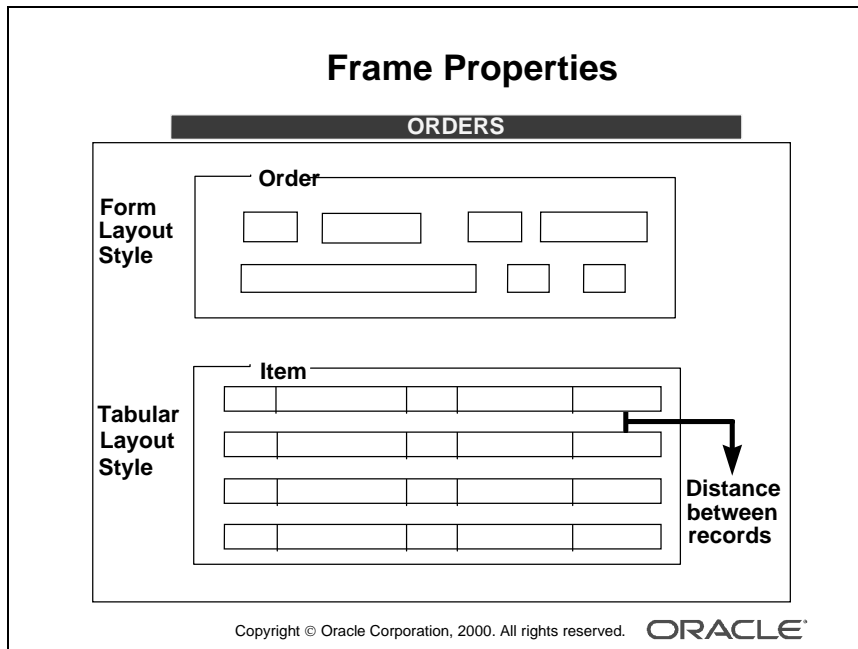 Frame Properties
ORDERS
Order
Form
Layout
Style
Item
Tabular
Layout
Style
Distance
between
records
Copyright © Oracle Corporation, 2000. All rights reserved.
ORACLE®